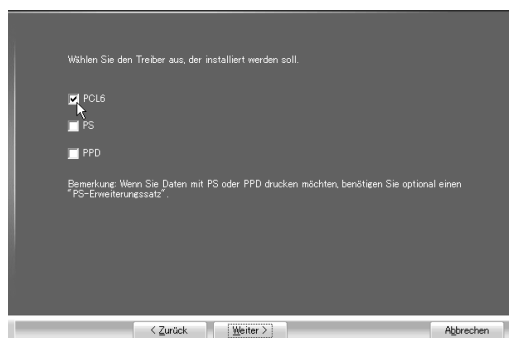 Wählen Sie den Treiber aus, der installiert werden soll.
PCL6
PS
PPD
Bemerkung: Wenn Sie Daten mit PS oder PPD drucken möchten, benötigen Sie optional einen
"PS-Erweiterungssatz".
< Zurück
Weiter >
Abbrechen